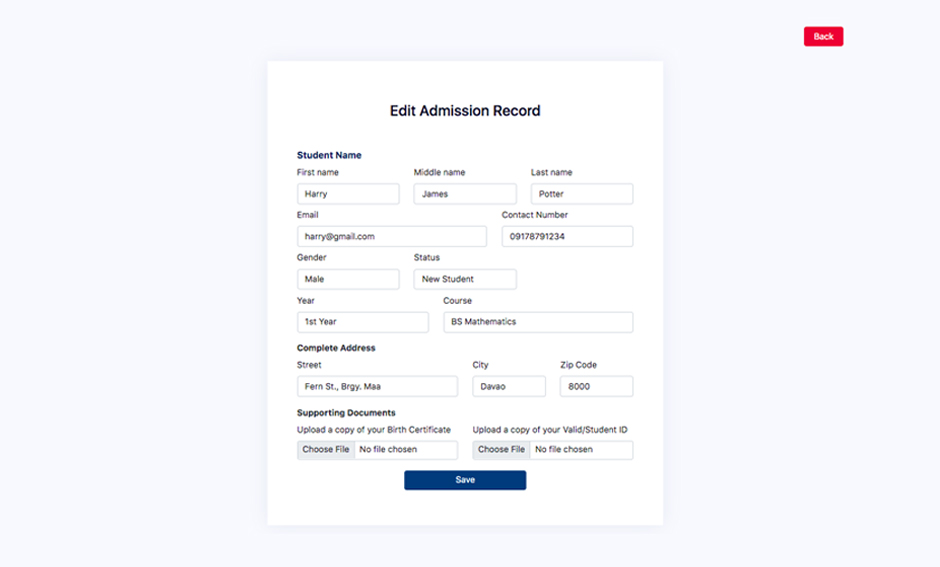 Back
Edit Admission Record
Student Name
First name Middle name Last name
Harry James Potter
Email Contact Number
harry@gmail.com 09178791234
Gender Status
Male New Student
Year Course
1st Year BS Mathematics
Complete Address
Street City Zip Code
Fern St., Brgy. Maa Davao 8000
Supporting Documents
Upload a copy of your Birth Certificate Upload a copy of your Valid/Student ID
Choose File No file chosen Choose File No file chosen
Save